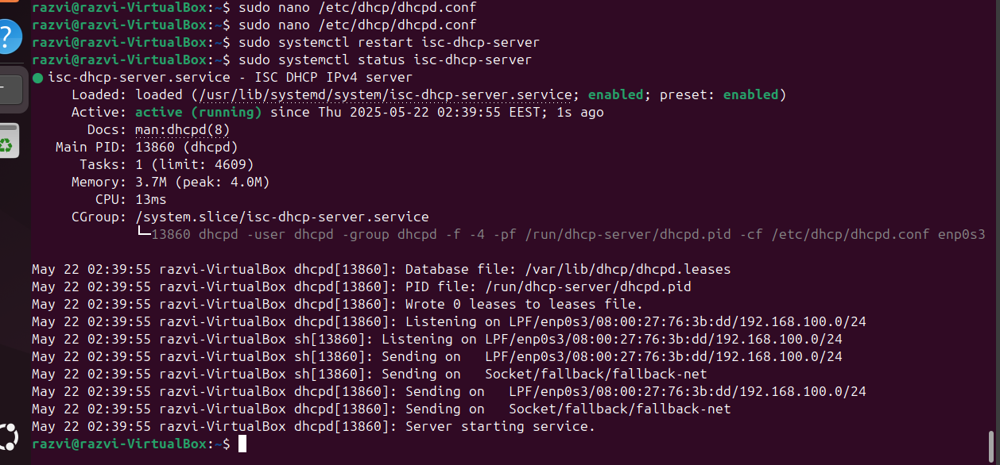 razvi@razvi-VirtualBox:~$ sudo nano /etc/dhcp/dhcpd.conf
razvi@razvi-VirtualBox:~$ sudo nano /etc/dhcp/dhcpd.conf
razvi@razvi-VirtualBox:~$ sudo systemctl restart isc-dhcp-server
razvi@razvi-VirtualBox:~$ sudo systemctl status isc-dhcp-server
● isc-dhcp-server.service - ISC DHCP IPv4 server
     Loaded: loaded (/usr/lib/systemd/system/isc-dhcp-server.service; enabled; preset: enabled)
     Active: active (running) since Thu 2025-05-22 02:39:55 EEST; 1s ago
       Docs: man:dhcpd(8)
   Main PID: 13860 (dhcpd)
      Tasks: 1 (limit: 4609)
     Memory: 3.7M (peak: 4.0M)
        CPU: 13ms
     CGroup: /system.slice/isc-dhcp-server.service
             └─13860 dhcpd -user dhcpd -group dhcpd -f -4 -pf /run/dhcp-server/dhcpd.pid -cf /etc/dhcp/dhcpd.conf enp0s3
May 22 02:39:55 razvi-VirtualBox dhcpd[13860]: Database file: /var/lib/dhcp/dhcpd.leases
May 22 02:39:55 razvi-VirtualBox dhcpd[13860]: PID file: /run/dhcp-server/dhcpd.pid
May 22 02:39:55 razvi-VirtualBox dhcpd[13860]: Wrote 0 leases to leases file.
May 22 02:39:55 razvi-VirtualBox dhcpd[13860]: Listening on LPF/enp0s3/08:00:27:76:3b:dd/192.168.100.0/24
May 22 02:39:55 razvi-VirtualBox sh[13860]: Listening on LPF/enp0s3/08:00:27:76:3b:dd/192.168.100.0/24
May 22 02:39:55 razvi-VirtualBox sh[13860]: Sending on   LPF/enp0s3/08:00:27:76:3b:dd/192.168.100.0/24
May 22 02:39:55 razvi-VirtualBox sh[13860]: Sending on   Socket/fallback/fallback-net
May 22 02:39:55 razvi-VirtualBox dhcpd[13860]: Sending on   LPF/enp0s3/08:00:27:76:3b:dd/192.168.100.0/24
May 22 02:39:55 razvi-VirtualBox dhcpd[13860]: Sending on   Socket/fallback/fallback-net
May 22 02:39:55 razvi-VirtualBox dhcpd[13860]: Server starting service.
razvi@razvi-VirtualBox:~$